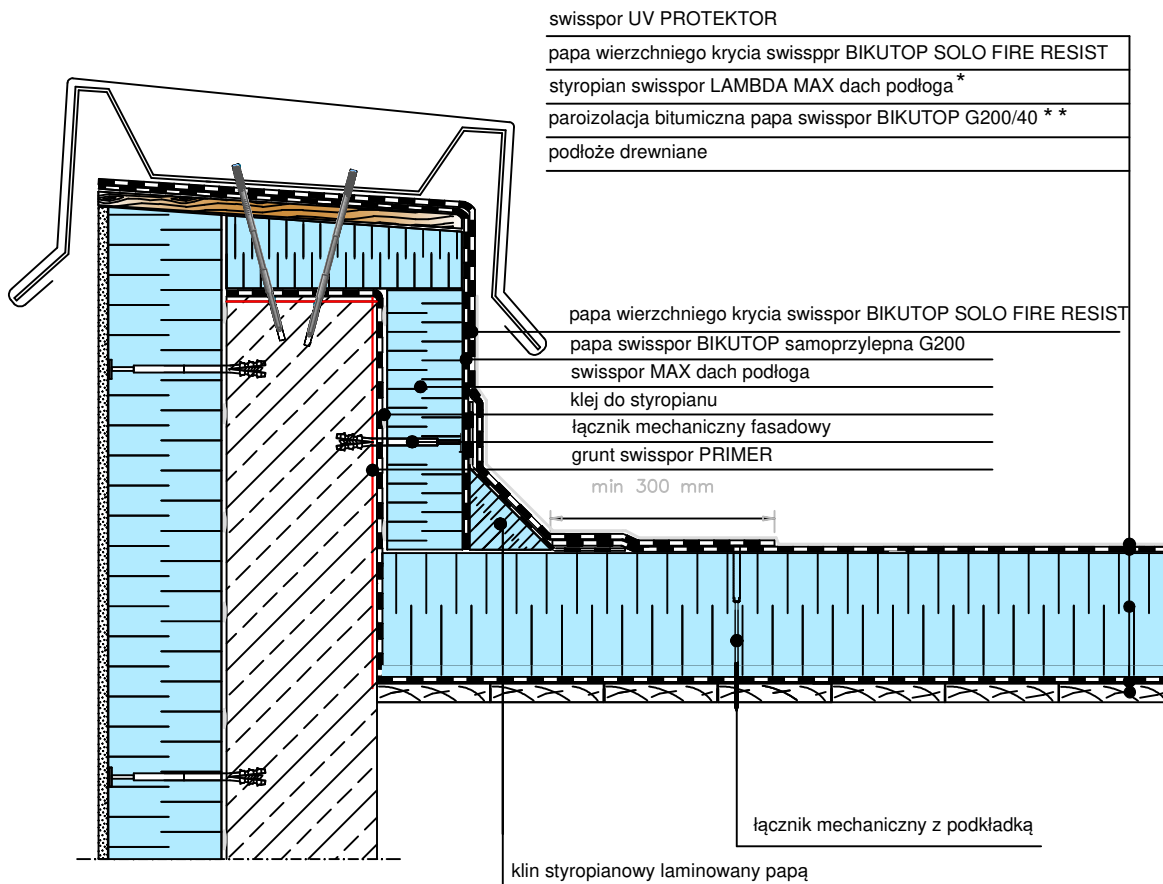 swisspor UV PROTEKTOR
papa wierzchniego krycia swissppr BIKUTOP SOLO FIRE RESIST
styropian swisspor LAMBDA MAX dach podłoga *
paroizolacja bitumiczna papa swisspor BIKUTOP G200/40 * *
podłoże drewniane
papa wierzchniego krycia swisspor BIKUTOP SOLO FIRE RESIST
papa swisspor BIKUTOP samoprzylepna G200
swisspor MAX dach podłoga
klej do styropianu
łącznik mechaniczny fasadowy
grunt swisspor PRIMER
min 300 mm
łącznik mechaniczny z podkładką
klin styropianowy laminowany papą